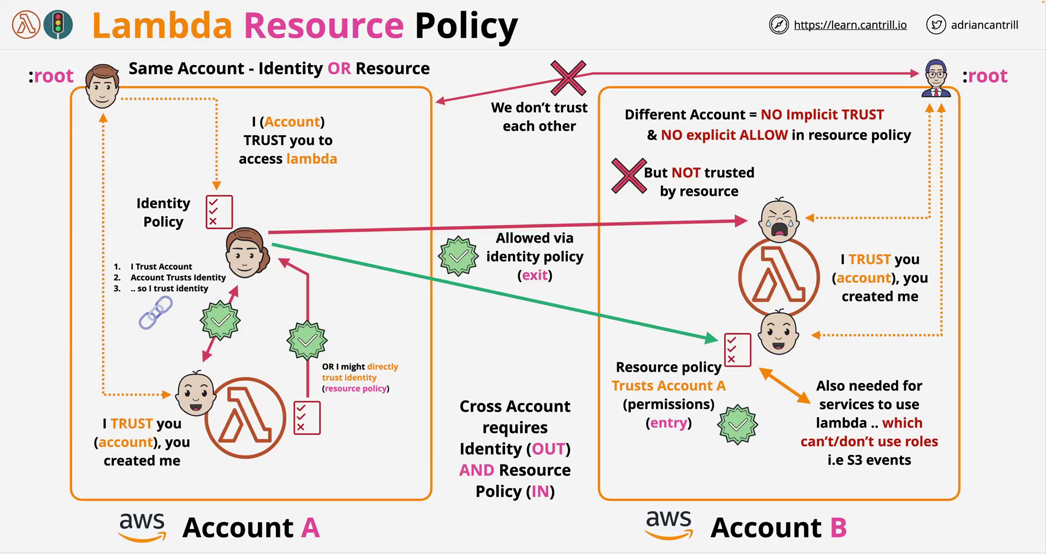 Lambda Resource Policy
https://learn.cantrill.io
adriancantrill
:root
Same Account - Identity OR Resource
I (Account)
TRUST you to
access lambda
Identity
Policy
1. I Trust Account
2. Account Trusts Identity
3. .. so I trust identity
OR I might directly
trust identity
(resource policy)
I TRUST you
(account), you
created me
aws
Account A
We don't trust
each other
Allowed via
identity policy
(exit)
Cross Account
requires
Identity (OUT)
AND Resource
Policy (IN)
:root
Different Account = NO Implicit TRUST
& NO explicit ALLOW in resource policy
But NOT trusted
by resource
I TRUST you
(account), you
created me
Resource policy
Trusts Account A
(permissions)
(entry)
Also needed for
services to use
lambda .. which
can't/don't use roles
i.e S3 events
aws
Account B